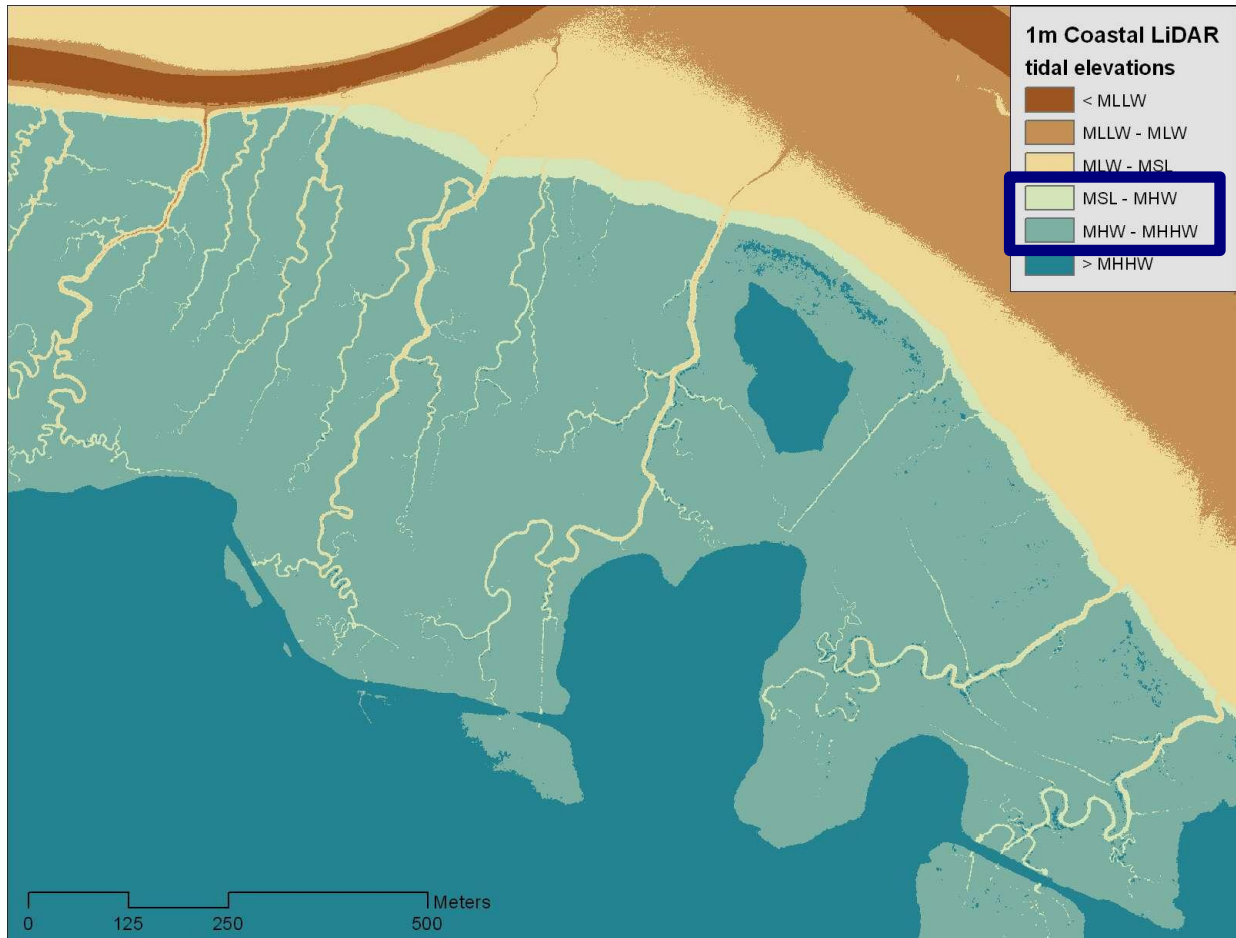 1m Coastal LiDAR
tidal elevations
< MLLW
MLLW - MLW
MLW - MSL
MSL - MHW
MHW - MHHW
> MHHW
Meters
0 125 250 500